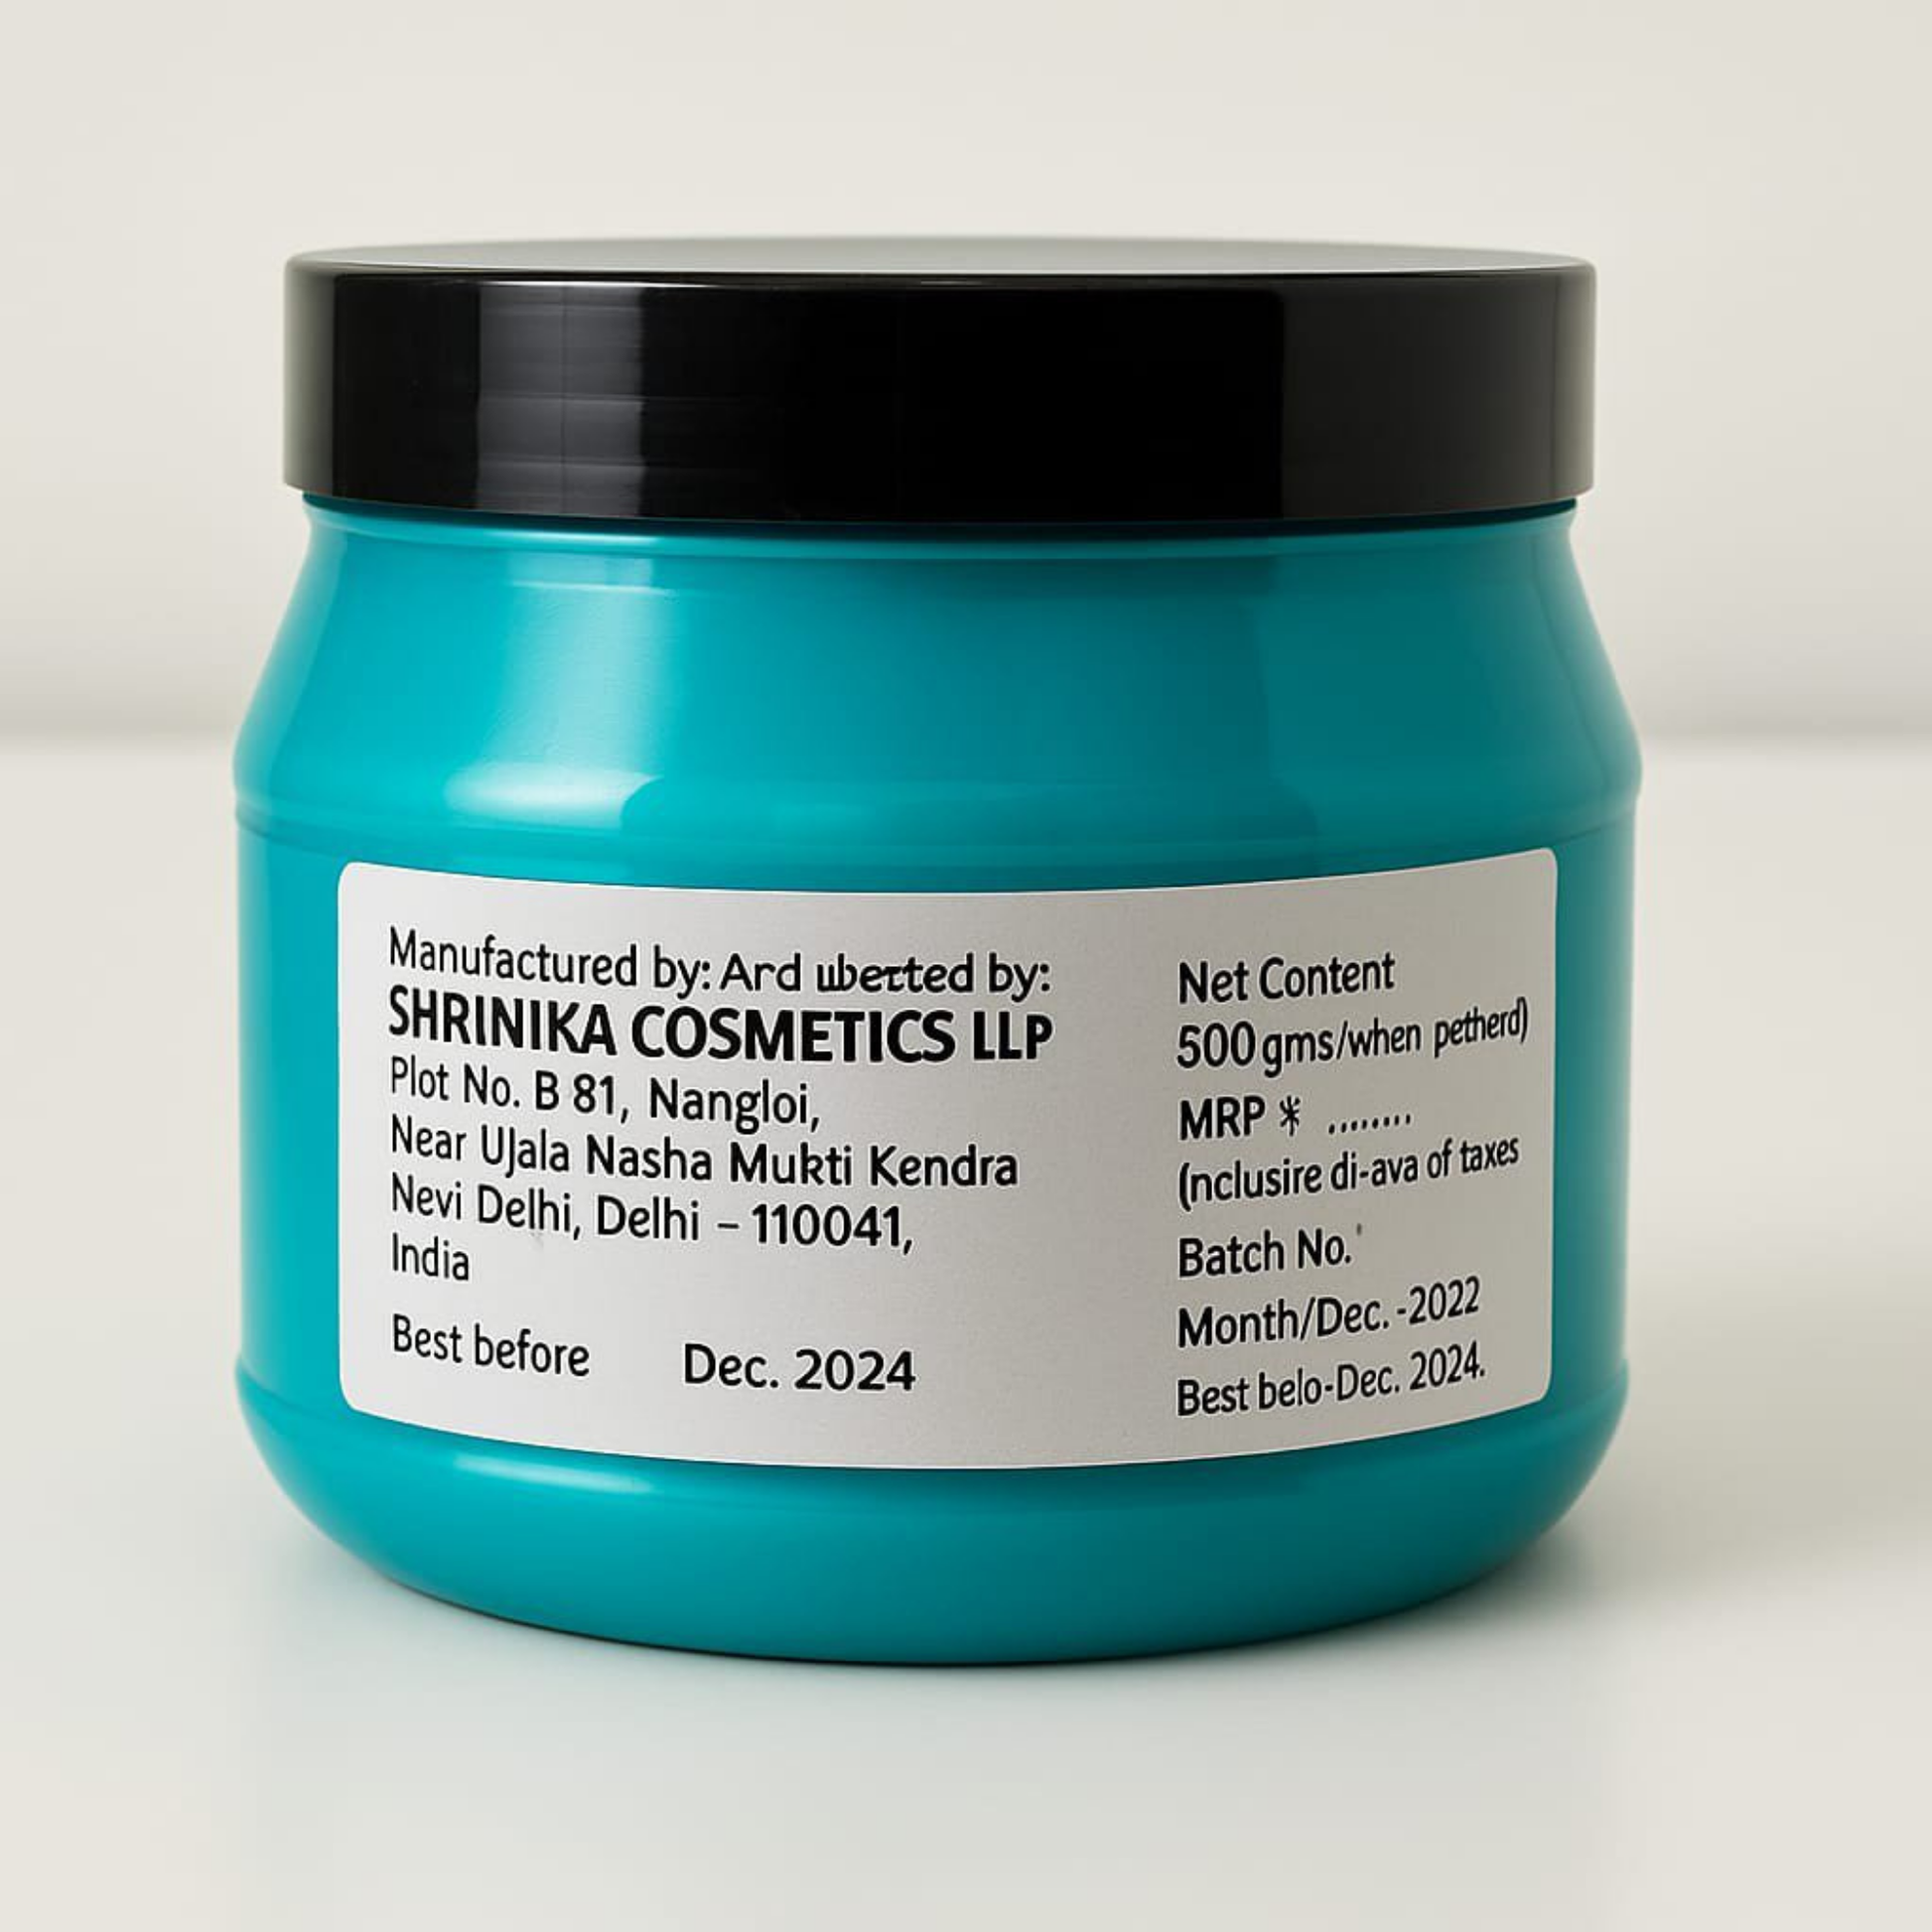 Manufactured by: Ard uberted by:
SHRINIKA COSMETICS LLP
Plot No. B 81, Nangloi,
Near UJala Nasha Mukti Kendra
Nevi Delhi, Delhi – 110041,
India
Best before Dec. 2024
Net Content
500 gms/when petherd)
MRP * ........
(nclusire di-ava of taxes
Batch No.
Month/Dec. -2022
Best belo-Dec. 2024.